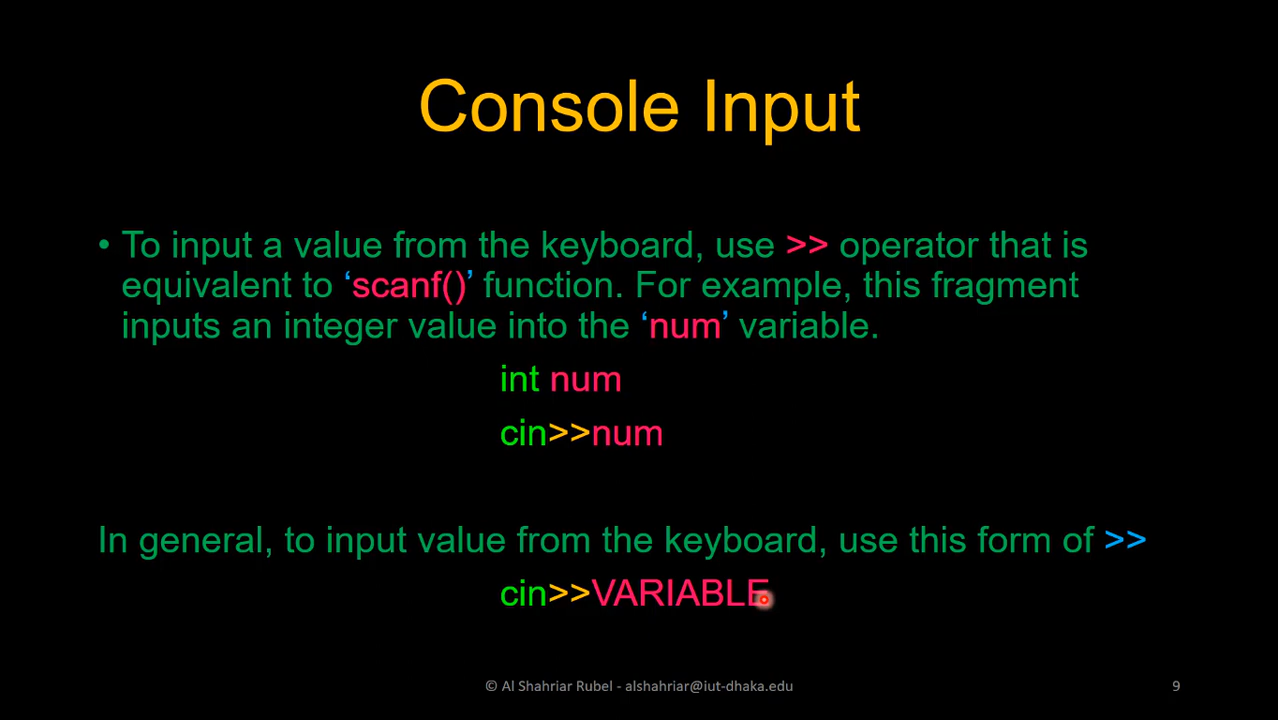 Console Input
• To input a value from the keyboard, use >> operator that is
equivalent to ‘scanf()’ function. For example, this fragment
inputs an integer value into the ‘num’ variable.
int num
cin>>num
In general, to input value from the keyboard, use this form of >>
cin>>VARIABLE
© Al Shahriar Rubel - alshahriar@iut-dhaka.edu
9